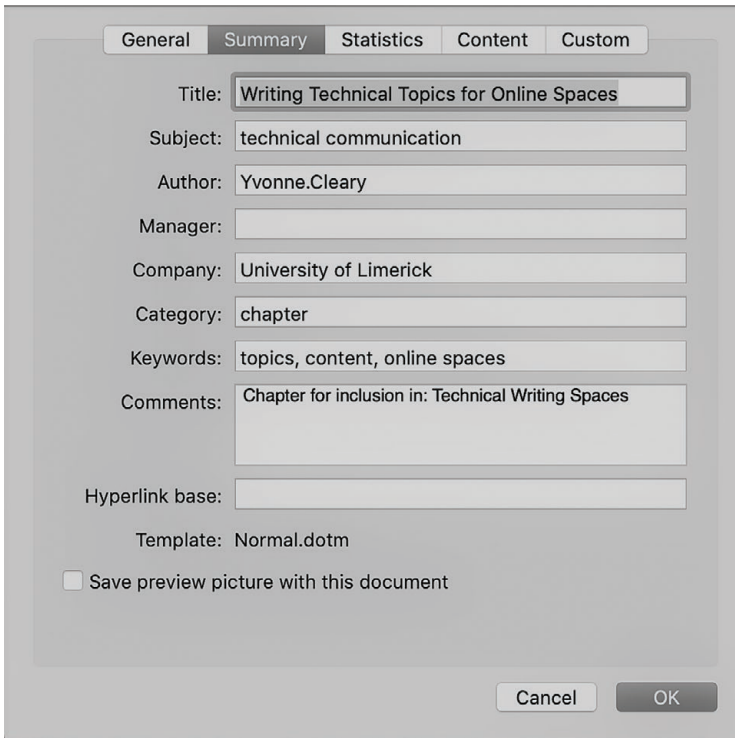 General Summary Statistics Content Custom
Title: Writing Technical Topics for Online Spaces
Subject: technical communication
Author: Yvonne.Cleary
Manager:
Company: University of Limerick
Category: chapter
Keywords: topics, content, online spaces
Comments: Chapter for inclusion in: Technical Writing Spaces
Hyperlink base:
Template: Normal.dotm
Save preview picture with this document
Cancel OK